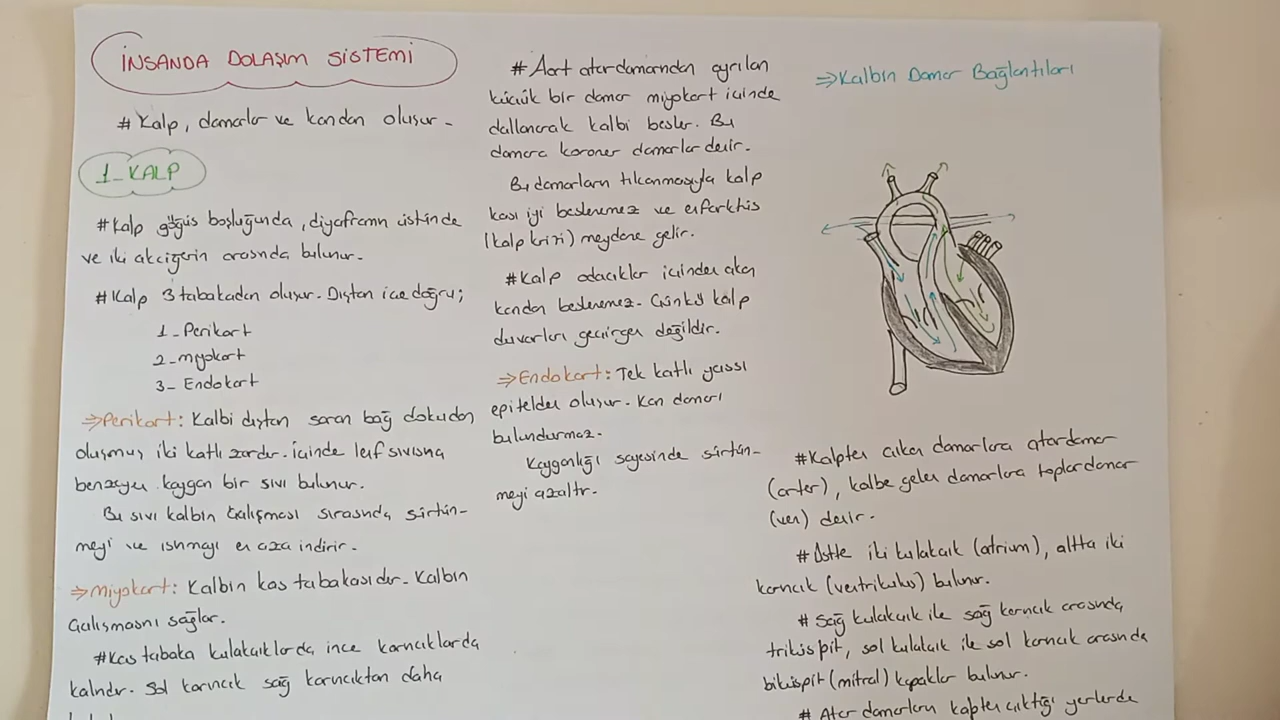 İNSANDA DOLAŞIM SİSTEMİ
# Kalp, damarlar ve kandan oluşur.
1- KALP
# Kalp göğüs boşluğunda, diyaframın üstünde
ve iki akciğerin arasında bulunur.
# Kalp 3 tabakadan oluşur. Dıştan içe doğru;
1- Perikart
2- miyokart
3- Endokart
⇒ Perikart: Kalbi dıştan saran bağ dokudan
oluşmuş iki katlı zardır. İçinde lenf sıvısına
benzeyen kaygan bir sıvı bulunur.
Bu sıvı kalbin çalışması sırasında sürtün-
meyi ve ısınmayı en aza indirir.
⇒ Miyokart: Kalbin kas tabakasıdır. Kalbin
çalışmasını sağlar.
# Kas tabaka kulakçıklarda ince karıncıklarda
kalındır. Sol karıncık sağ karıncıktan daha
# Aort atardamarından ayrılan
küçük bir damar miyokart içinde
dallanarak kalbi besler. Bu
damara koroner damarlar denir.
Bu damarların tıkanmasıyla kalp
kası iyi beslenemez ve enfarktüs
(kalp krizi) meydana gelir.
# Kalp odacıklar içinden akan
kandan beslenemez. Çünkü kalp
duvarları geçirgen değildir.
⇒ Endokart: Tek katlı yassı
epitelden oluşur. Kan damarı
bulundurmaz.
Kayganlığı sayesinde sürtün-
meyi azaltır.
⇒ Kalbin Damar Bağlantıları
# Kalpten çıkan damarlara atardamar
(arter), kalbe gelen damarlara toplardamar
(ven) denir.
# Üstte iki kulakçık (atrium), altta iki
karıncık (ventrikulus) bulunur.
# Sağ kulakçık ile sağ karıncık arasında
triküspit, sol kulakçık ile sol karıncık arasında
biküspit (mitral) kapaklar bulunur.
# Atar damarların kalpten çıktığı yerlerde